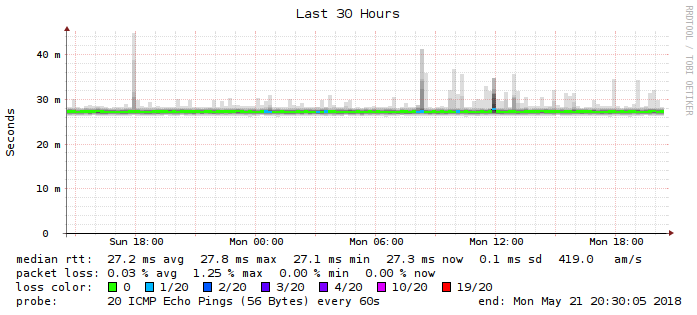 Last 30 Hours
RRDTOOL / TOBI OETIKER
Seconds
40 m
30 m
20 m
10 m
0
Sun 18:00 Mon 00:00 Mon 06:00 Mon 12:00 Mon 18:00
median rtt: 27.2 ms avg 27.8 ms max 27.1 ms min 27.3 ms now 0.1 ms sd 419.0 am/s
packet loss: 0.03 % avg 1.25 % max 0.00 % min 0.00 % now
loss color: 0 1/20 2/20 3/20 4/20 10/20 19/20
probe: 20 ICMP Echo Pings (56 Bytes) every 60s end: Mon May 21 20:30:05 2018